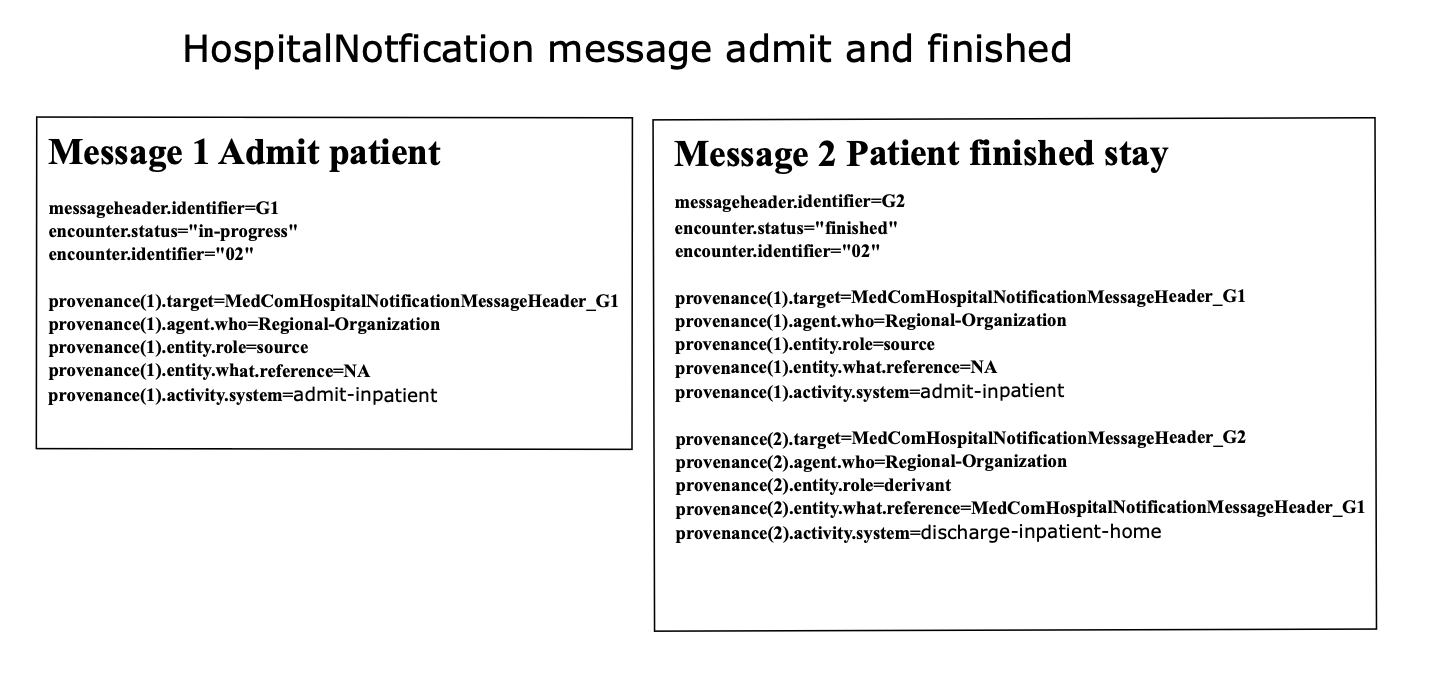 HospitalNotfication message admit and finished
Message 1 Admit patient
messageheader.identifier=G1
encounter.status="in-progress"
encounter.identifier="02"
provenance(1).target=MedComHospitalNotificationMessageHeader_G1
provenance(1).agent.who=Regional-Organization
provenance(1).entity.role=source
provenance(1).entity.what.reference=NA
provenance(1).activity.system=admit-inpatient
Message 2 Patient finished stay
messageheader.identifier=G2
encounter.status="finished"
encounter.identifier="02"
provenance(1).target=MedComHospitalNotificationMessageHeader_G1
provenance(1).agent.who=Regional-Organization
provenance(1).entity.role=source
provenance(1).entity.what.reference=NA
provenance(1).activity.system=admit-inpatient
provenance(2).target=MedComHospitalNotificationMessageHeader_G2
provenance(2).agent.who=Regional-Organization
provenance(2).entity.role=derivant
provenance(2).entity.what.reference=MedComHospitalNotificationMessageHeader_G1
provenance(2).activity.system=discharge-inpatient-home